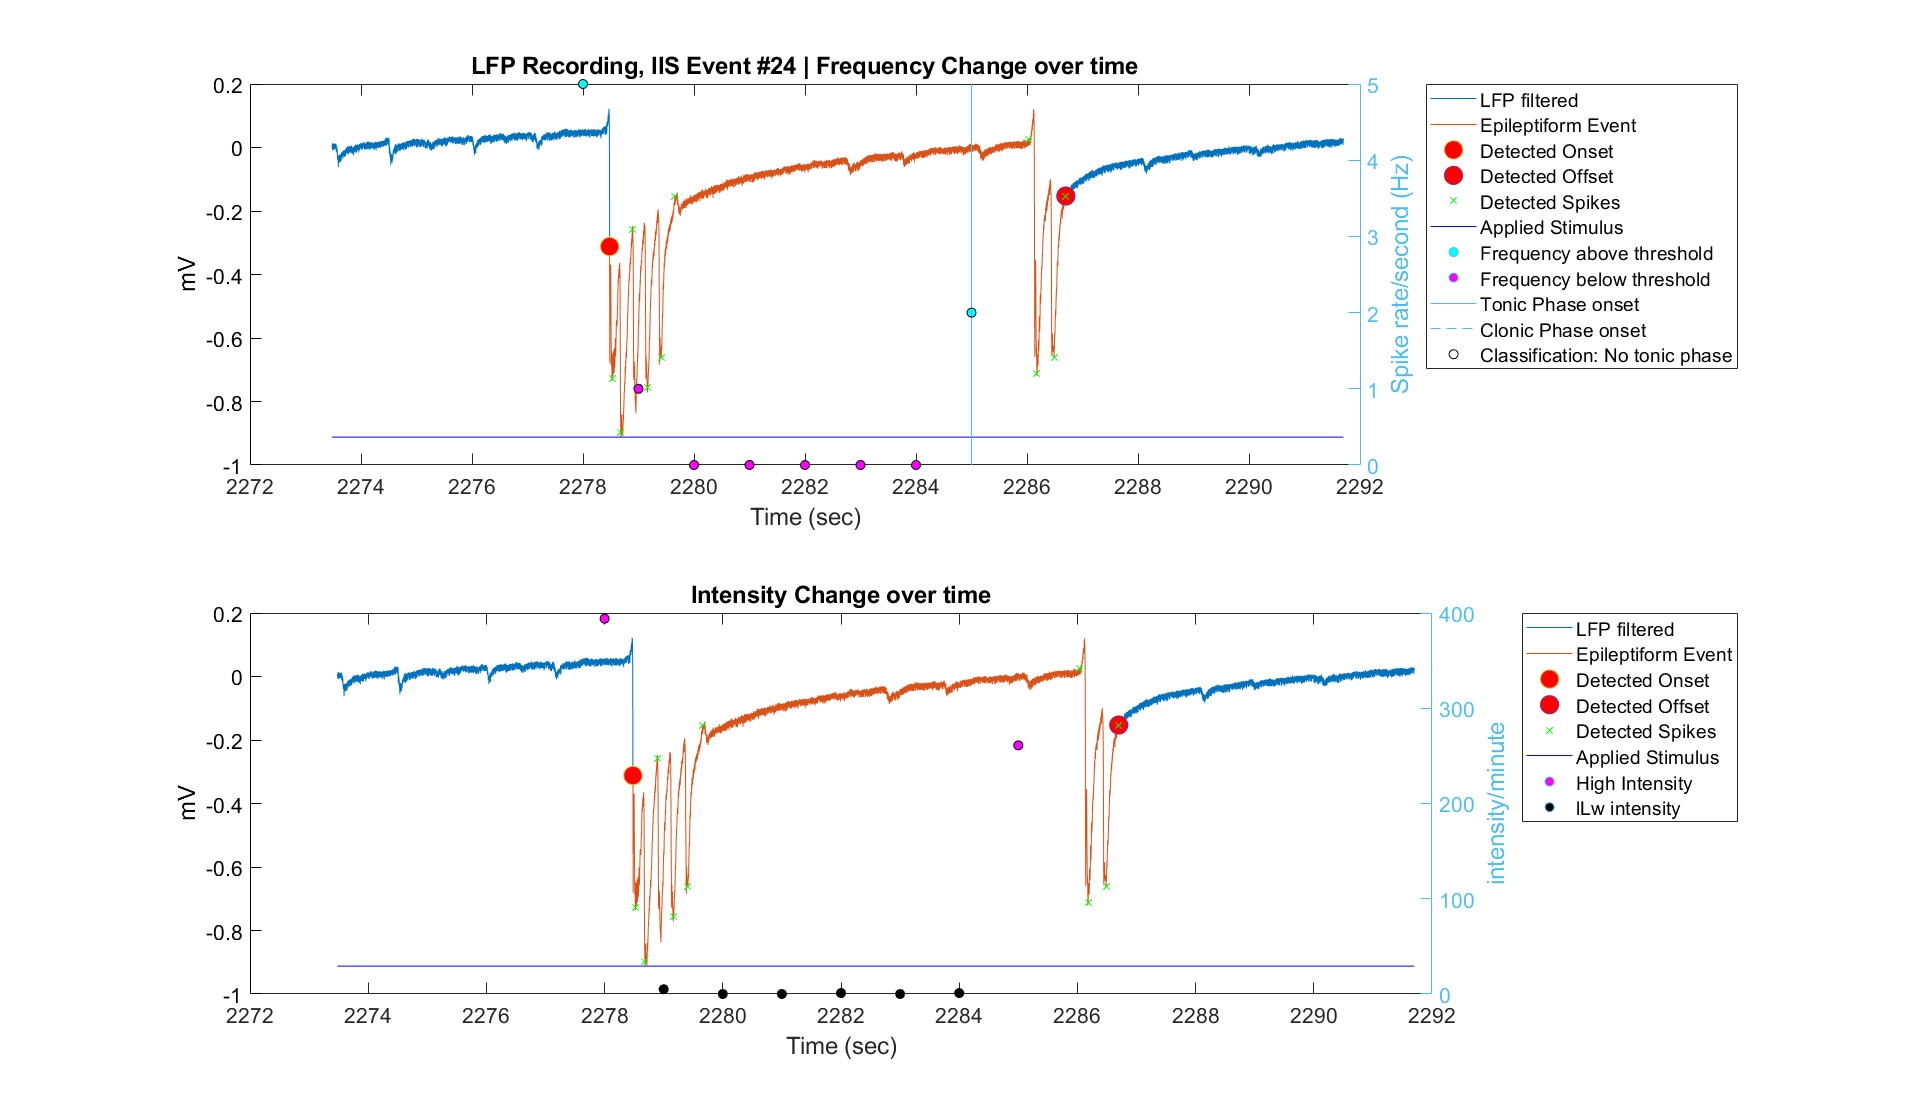 LFP Recording, IIS Event #24 | Frequency Change over time
0.2
0
-0.2
-0.4
-0.6
-0.8
-1
mV
5
4
3
2
1
0
Spike rate/second (Hz)
2272 2274 2276 2278 2280 2282 2284 2286 2288 2290 2292
Time (sec)
LFP filtered
Epileptiform Event
Detected Onset
Detected Offset
Detected Spikes
Applied Stimulus
Frequency above threshold
Frequency below threshold
Tonic Phase onset
Clonic Phase onset
Classification: No tonic phase
Intensity Change over time
0.2
0
-0.2
-0.4
-0.6
-0.8
-1
mV
400
300
200
100
0
intensity/minute
2272 2274 2276 2278 2280 2282 2284 2286 2288 2290 2292
Time (sec)
LFP filtered
Epileptiform Event
Detected Onset
Detected Offset
Detected Spikes
Applied Stimulus
High Intensity
lLw intensity